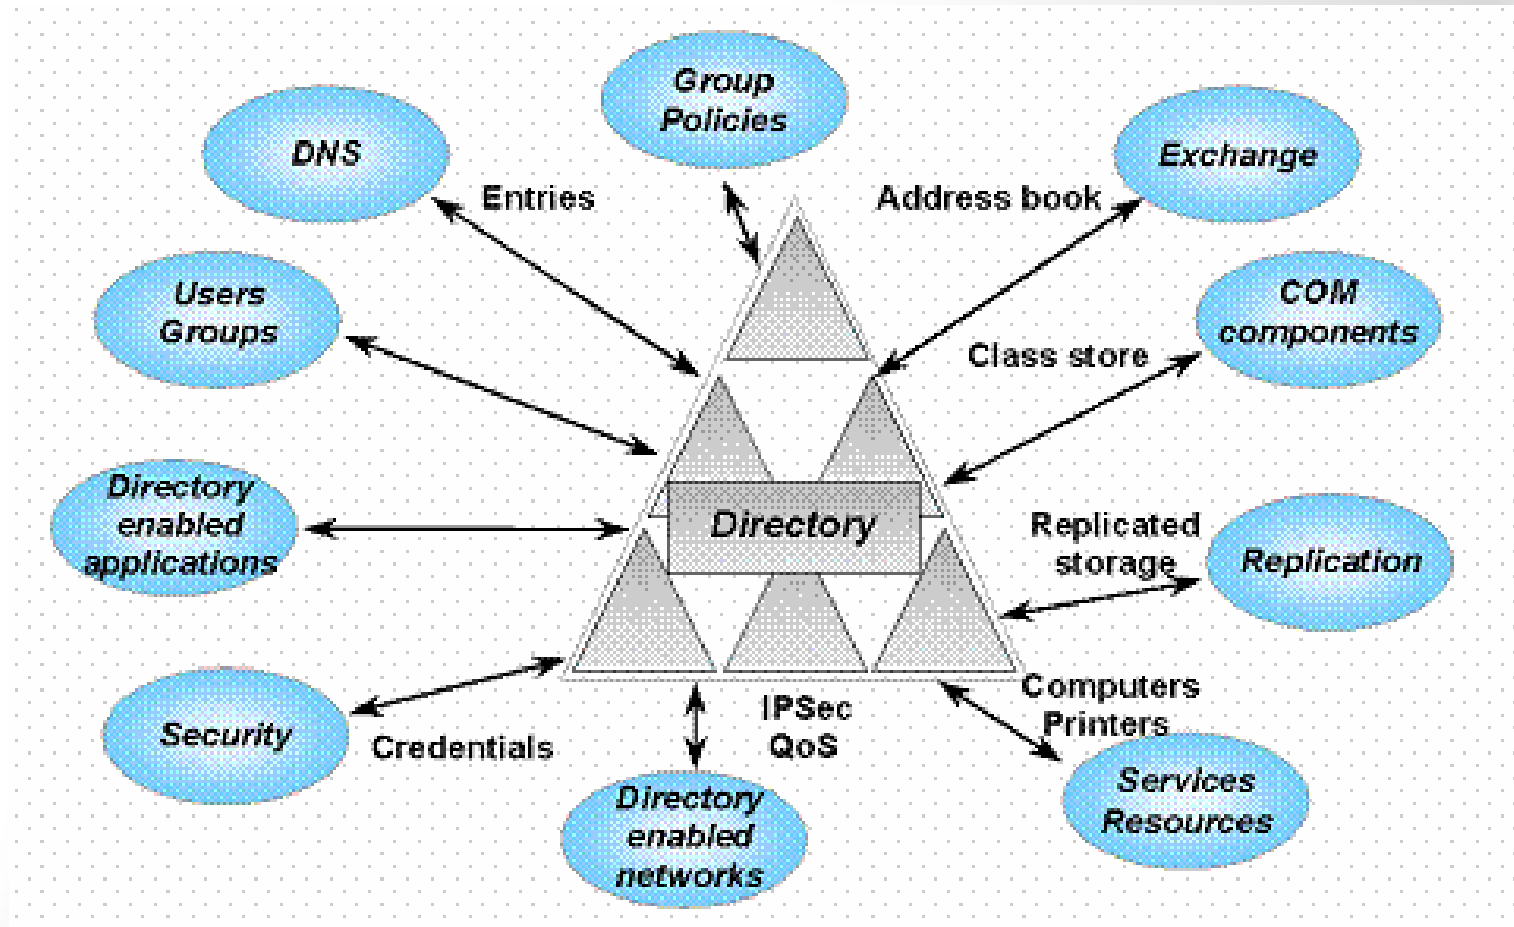 Group
Policies
DNS
Exchange
Entries
Address book
Users
Groups
COM
components
Class store
Directory
enabled
applications
Directory
Replicated
storage
Replication
Security
Credentials
IPSec
QoS
Computers
Printers
Directory
enabled
networks
Services
Resources